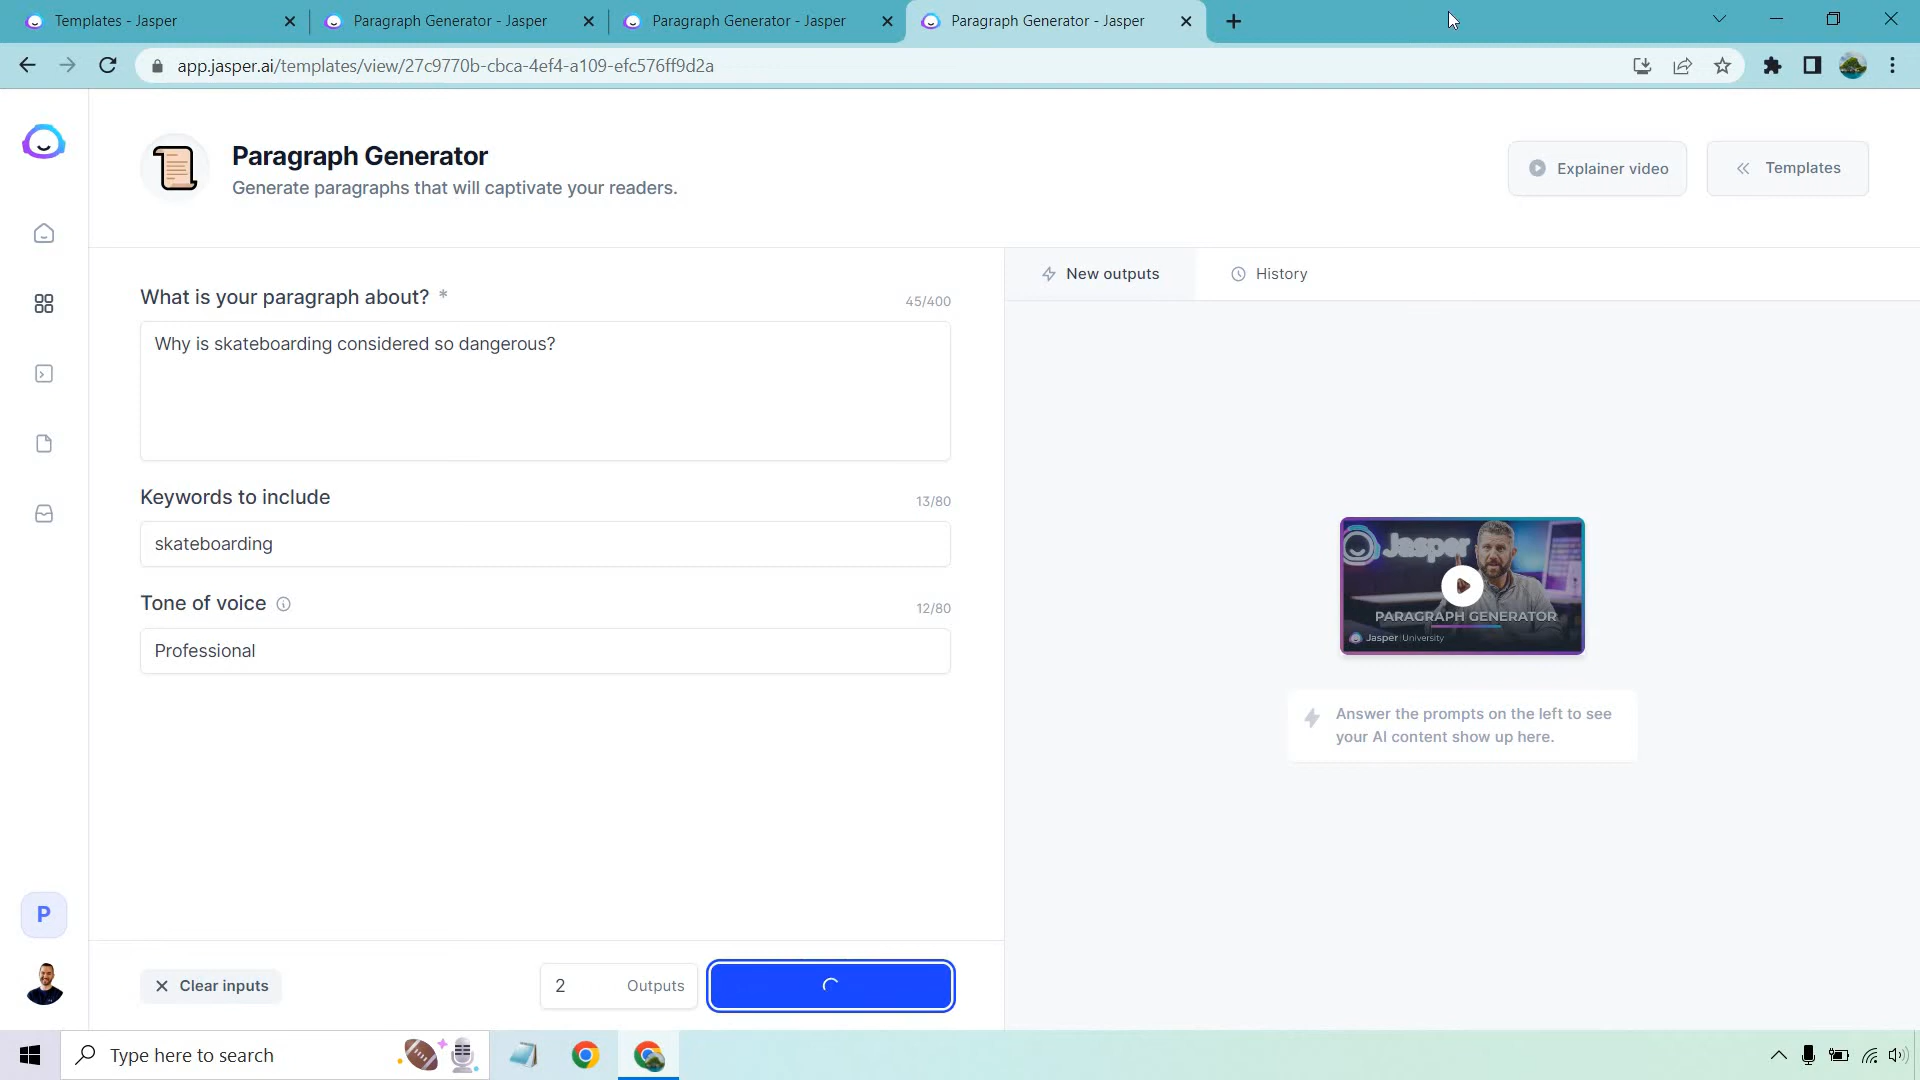 Templates - Jasper
Paragraph Generator - Jasper
Paragraph Generator - Jasper
Paragraph Generator - Jasper
app.jasper.ai/templates/view/27c9770b-cbca-4ef4-a109-efc576ff9d2a
Paragraph Generator
Generate paragraphs that will captivate your readers.
Explainer video
Templates
What is your paragraph about? *
45/400
Why is skateboarding considered so dangerous?
Keywords to include
13/80
skateboarding
Tone of voice
12/80
Professional
New outputs
History
Jasper
PARAGRAPH GENERATOR
Jasper University
Answer the prompts on the left to see
your AI content show up here.
P
Clear inputs
2 Outputs
Type here to search